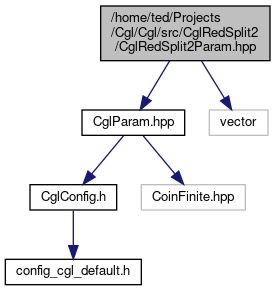 /home/ted/Projects
/Cgl/Cgl/src/CglRedSplit2
/CglRedSplit2Param.hpp
CglParam.hpp
vector
CglConfig.h
CoinFinite.hpp
config_cgl_default.h